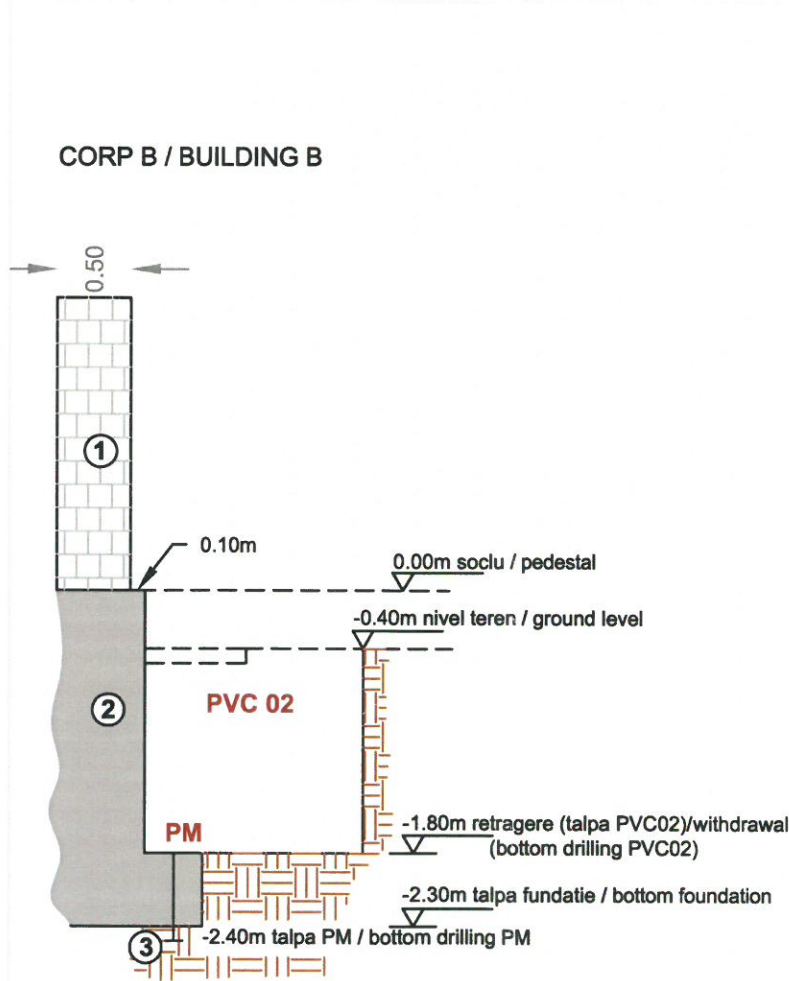 CORP B / BUILDING B
0.50
1
0.10m
0.00m soclu / pedestal
-0.40m nivel teren / ground level
PVC 02
2
PM
-1.80m retragere (talpa PVC02)/withdrawal
(bottom drilling PVC02)
-2.30m talpa fundatie / bottom foundation
3
-2.40m talpa PM / bottom drilling PM